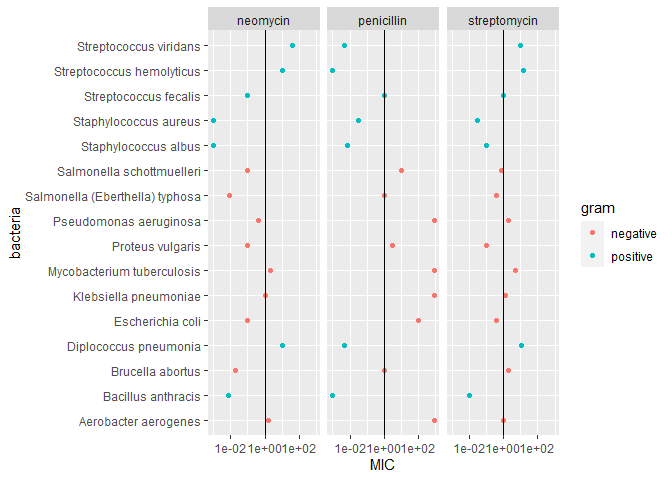 neomycin penicillin streptomycin
Streptococcus viridans
Streptococcus hemolyticus
Streptococcus fecalis
Staphylococcus aureus
Staphylococcus albus
Salmonella schottmuelleri
Salmonella (Eberthella) typhosa
Pseudomonas aeruginosa
Proteus vulgaris
Mycobacterium tuberculosis
Klebsiella pneumoniae
Escherichia coli
Diplococcus pneumonia
Brucella abortus
Bacillus anthracis
Aerobacter aerogenes
bacteria
1e-021e+001e+02 1e-021e+001e+02 1e-021e+001e+02
MIC
gram
negative
positive